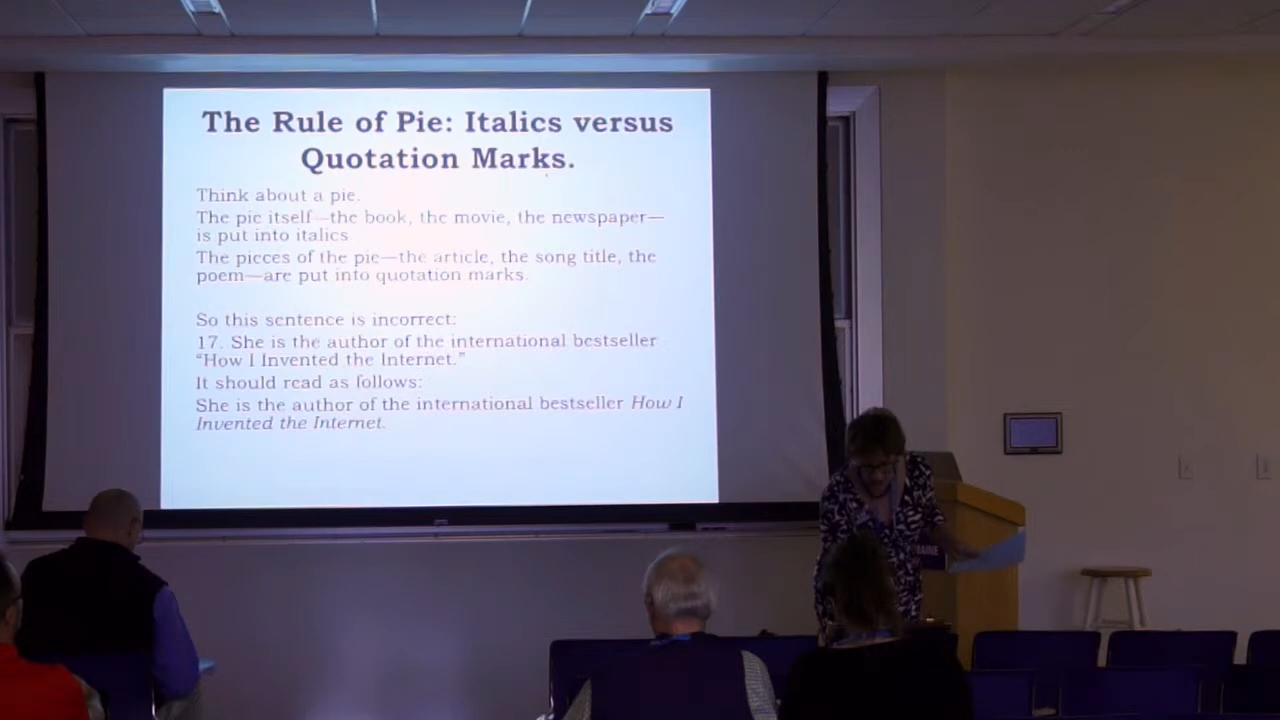 The Rule of Pie: Italics versus
Quotation Marks.
Think about a pie.
The pie itself—the book, the movie, the newspaper—
is put into italics
The pieces of the pie—the article, the song title, the
poem—are put into quotation marks.
So this sentence is incorrect:
17. She is the author of the international bestseller
“How I Invented the Internet.”
It should read as follows:
She is the author of the international bestseller How I
Invented the Internet.